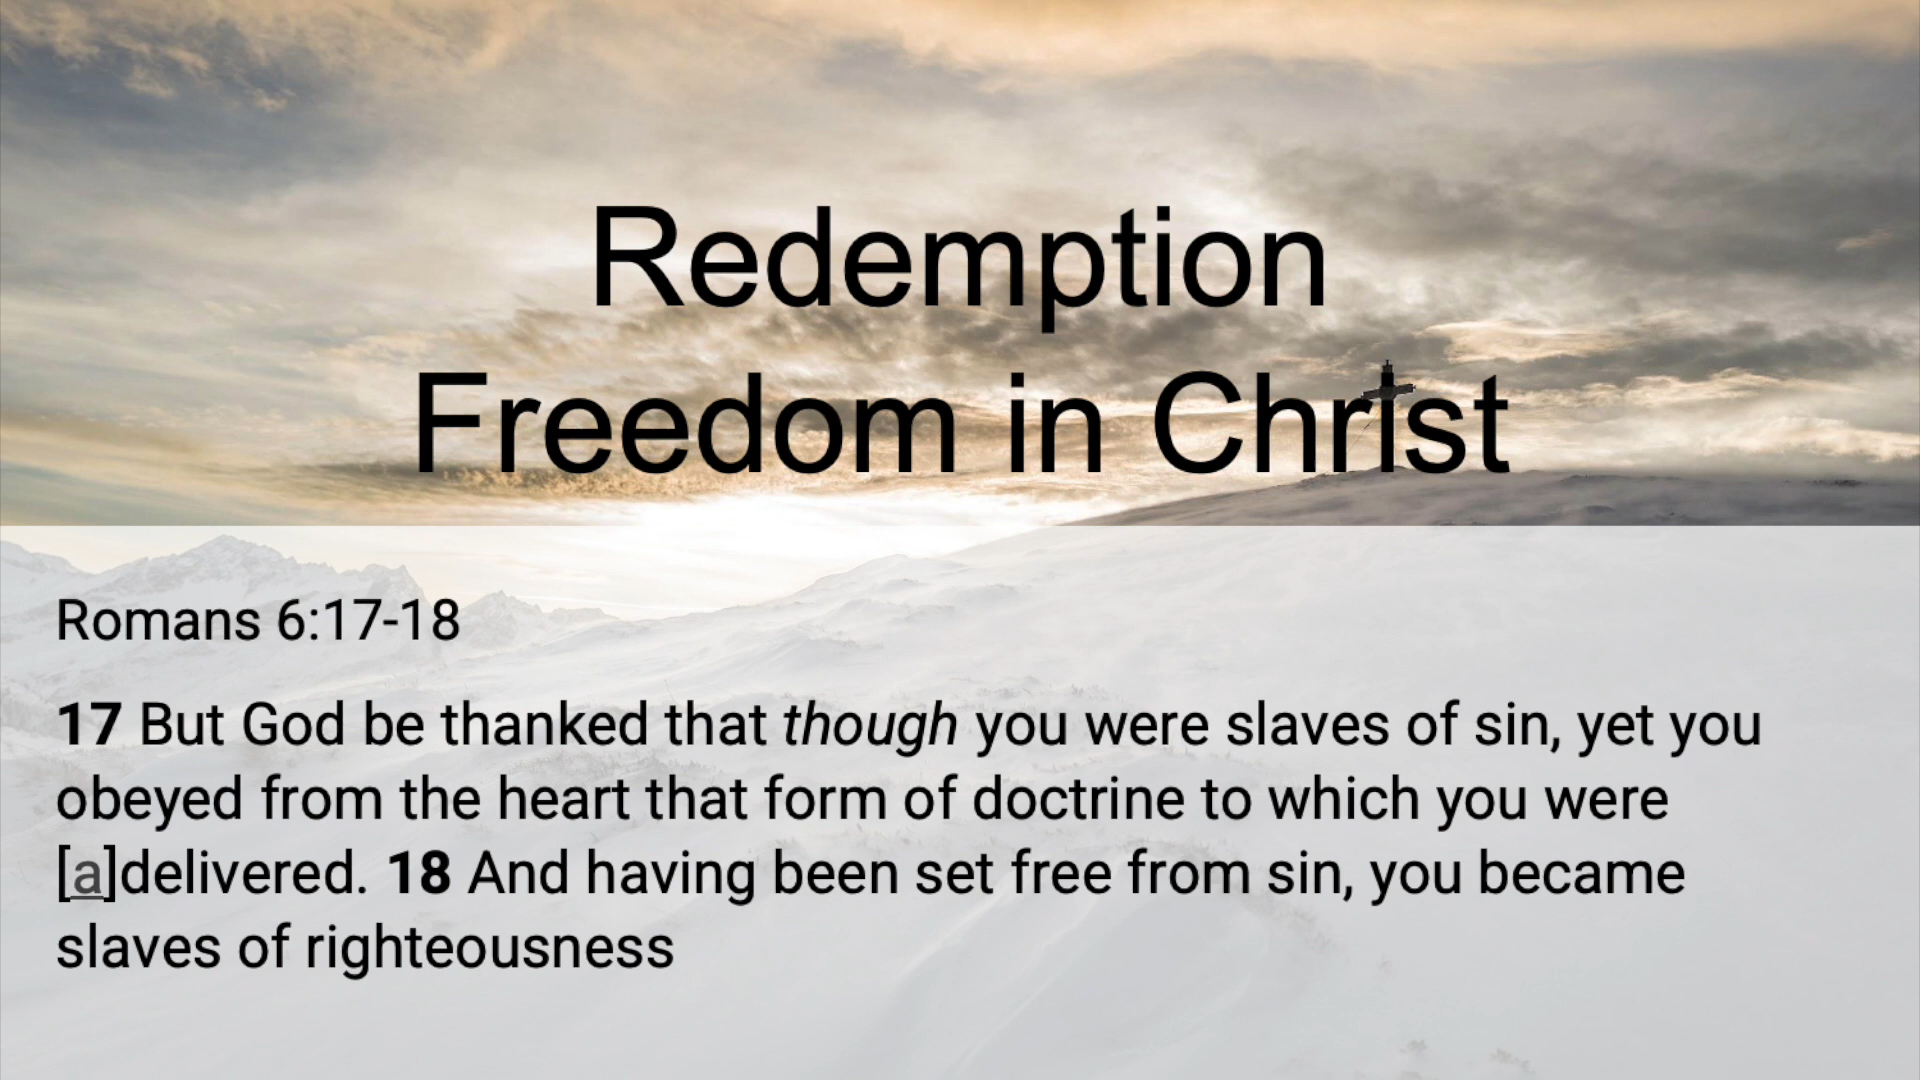 Redemption
Freedom in Christ
Romans 6:17-18
17 But God be thanked that though you were slaves of sin, yet you
obeyed from the heart that form of doctrine to which you were
[a]delivered. 18 And having been set free from sin, you became
slaves of righteousness